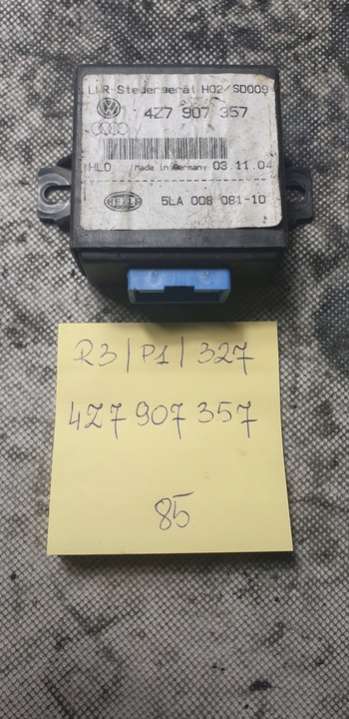 LWR Steuergerät H02/SD009
4Z7 907 357
HLO Made in Germany 03.11.04
HELLA 5LA 008 081-10
R3/P1/327
4Z7 907 357
85